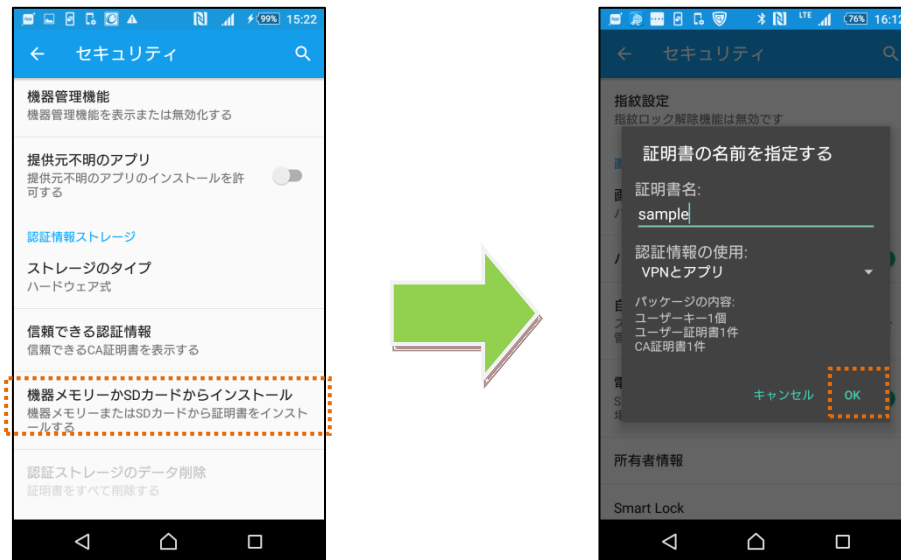 99% 15:22
セキュリティ
機器管理機能
機器管理機能を表示または無効化する
提供元不明のアプリ
提供元不明のアプリのインストールを許
可する
認証情報ストレージ
ストレージのタイプ
ハードウェア式
信頼できる認証情報
信頼できるCA証明書を表示する
機器メモリーかSDカードからインストール
機器メモリーまたはSDカードから証明書をインスト
ールする
認証ストレージのデータ削除
証明書をすべて削除する
LTE 76% 16:12
セキュリティ
指紋設定
指紋ロック解除機能は無効です
証明書の名前を指定する
証明書名:
sample
認証情報の使用:
VPNとアプリ
パッケージの内容:
ユーザーキー1個
ユーザー証明書1件
CA証明書1件
キャンセル OK
所有者情報
Smart Lock